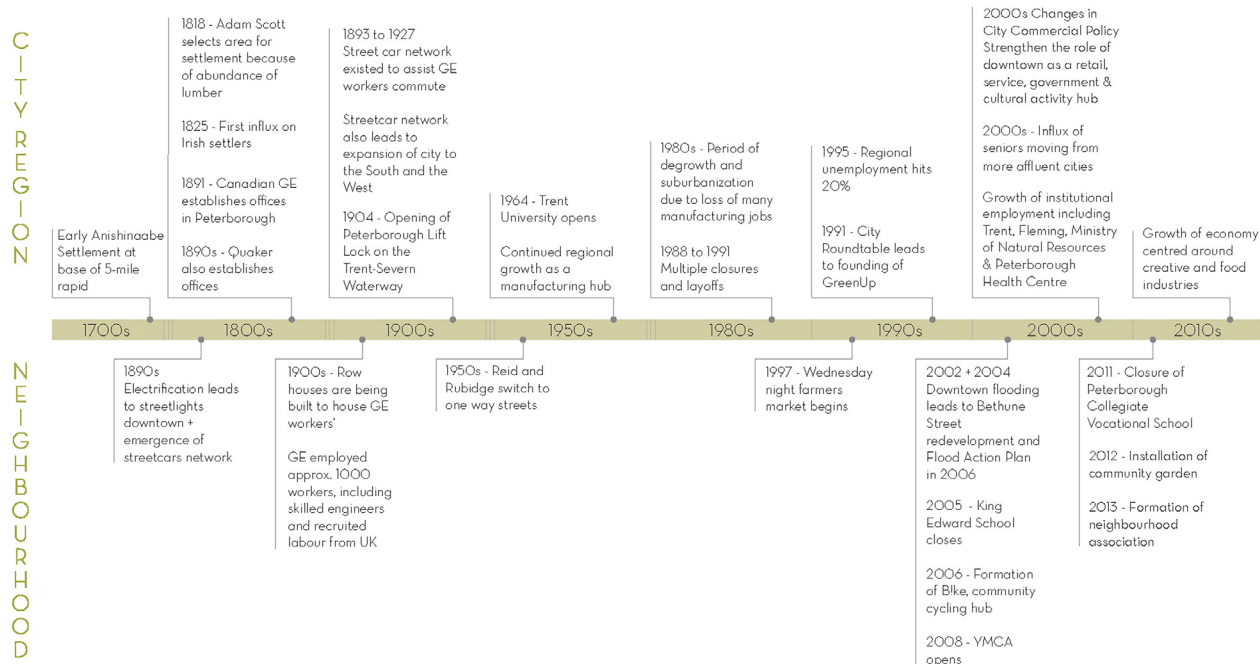 CITY REGION
Early Anishinaabe
Settlement at
base of 5-mile
rapid
1818 - Adam Scott
selects area for
settlement because
of abundance of
lumber
1825 - First influx on
Irish settlers
1891 - Canadian GE
establishes offices
in Peterborough
1890s - Quaker
also establishes
offices
1893 to 1927
Street car network
existed to assist GE
workers commute
Streetcar network
also leads to
expansion of city to
the South and the
West
1904 - Opening of
Peterborough Lift
Lock on the
Trent-Severn
Waterway
1964 - Trent
University opens
Continued regional
growth as a
manufacturing hub
1980s - Period of
degrowth and
suburbanization
due to loss of many
manufacturing jobs
1988 to 1991
Multiple closures
and layoffs
1995 - Regional
unemployment hits
20%
1991 - City
Roundtable leads
to founding of
GreenUp
2000s Changes in
City Commercial Policy
Strengthen the role of
downtown as a retail,
service, government &
cultural activity hub
2000s - Influx of
seniors moving from
more affluent cities
Growth of institutional
employment including
Trent, Fleming, Ministry
of Natural Resources
& Peterborough
Health Centre
Growth of economy
centred around
creative and food
industries
1700s 1800s 1900s 1950s 1980s 1990s 2000s 2010s
NEIGHBOURHOOD
1890s
Electrification leads
to streetlights
downtown +
emergence of
streetcars network
1900s - Row
houses are being
built to house GE
workers'
GE employed
approx. 1000
workers, including
skilled engineers
and recruited
labour from UK
1950s - Reid and
Rubidge switch to
one way streets
1997 - Wednesday
night farmers
market begins
2002 + 2004
Downtown flooding
leads to Bethune
Street
redevelopment and
Flood Action Plan
in 2006
2005 - King
Edward School
closes
2006 - Formation
of B!ke, community
cycling hub
2008 - YMCA
opens
2011 - Closure of
Peterborough
Collegiate
Vocational School
2012 - Installation of
community garden
2013 - Formation of
neighbourhood
association